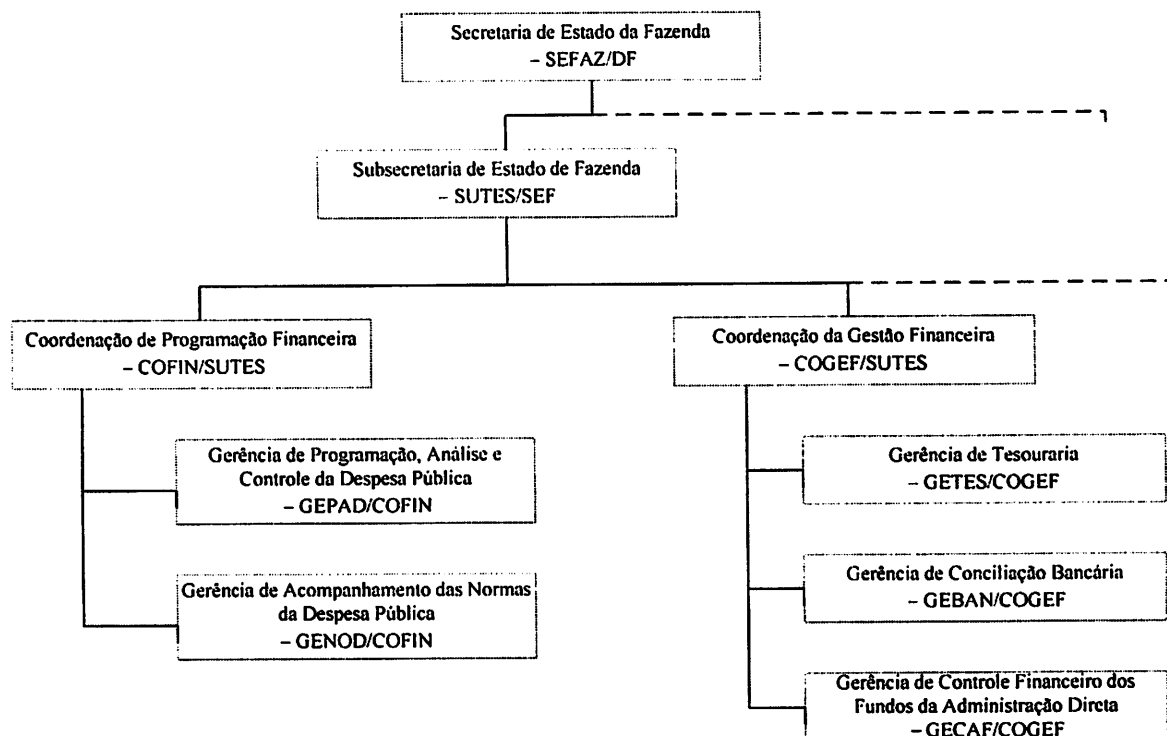 Secretaria de Estado da Fazenda
– SEFAZ/DF
Subsecretaria de Estado de Fazenda
– SUTES/SEF
Coordenação de Programação Financeira
– COFIN/SUTES
Coordenação da Gestão Financeira
– COGEF/SUTES
Gerência de Programação, Análise e
Controle da Despesa Pública
– GEPAD/COFIN
Gerência de Acompanhamento das Normas
da Despesa Pública
– GENOD/COFIN
Gerência de Tesouraria
– GETES/COGEF
Gerência de Conciliação Bancária
– GEBAN/COGEF
Gerência de Controle Financeiro dos
Fundos da Administração Direta
– GECAF/COGEF